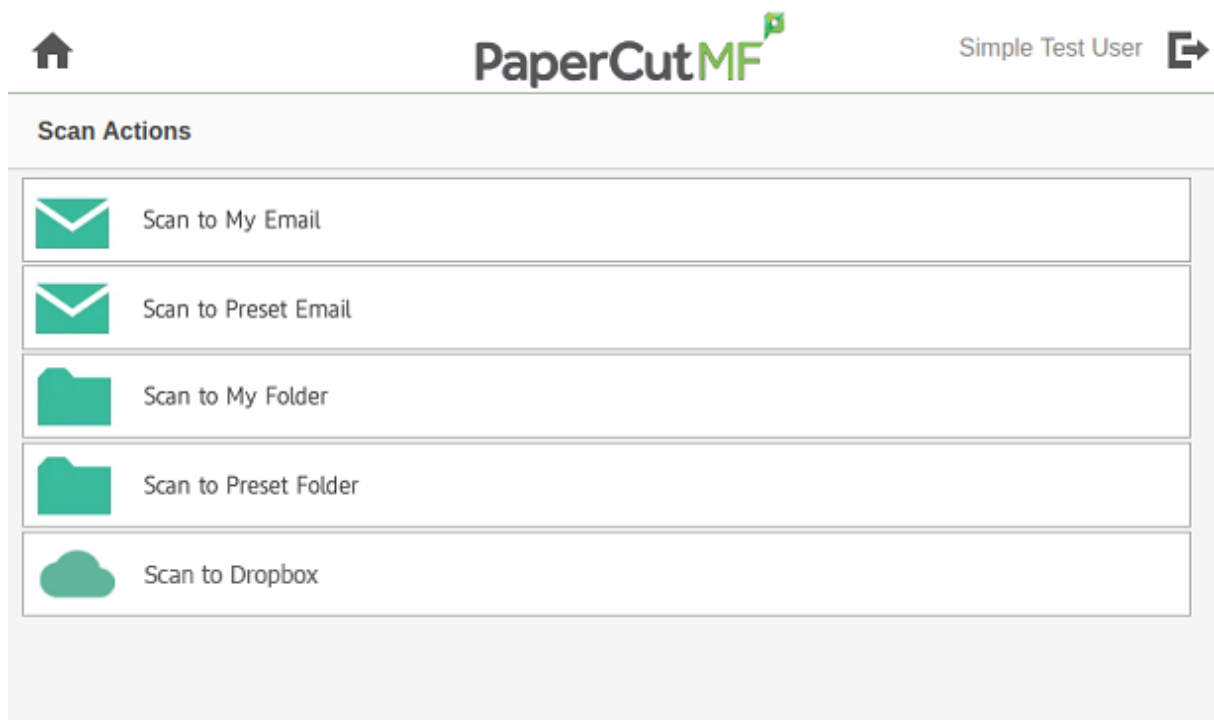 PaperCutMF
Simple Test User
Scan Actions
Scan to My Email
Scan to Preset Email
Scan to My Folder
Scan to Preset Folder
Scan to Dropbox